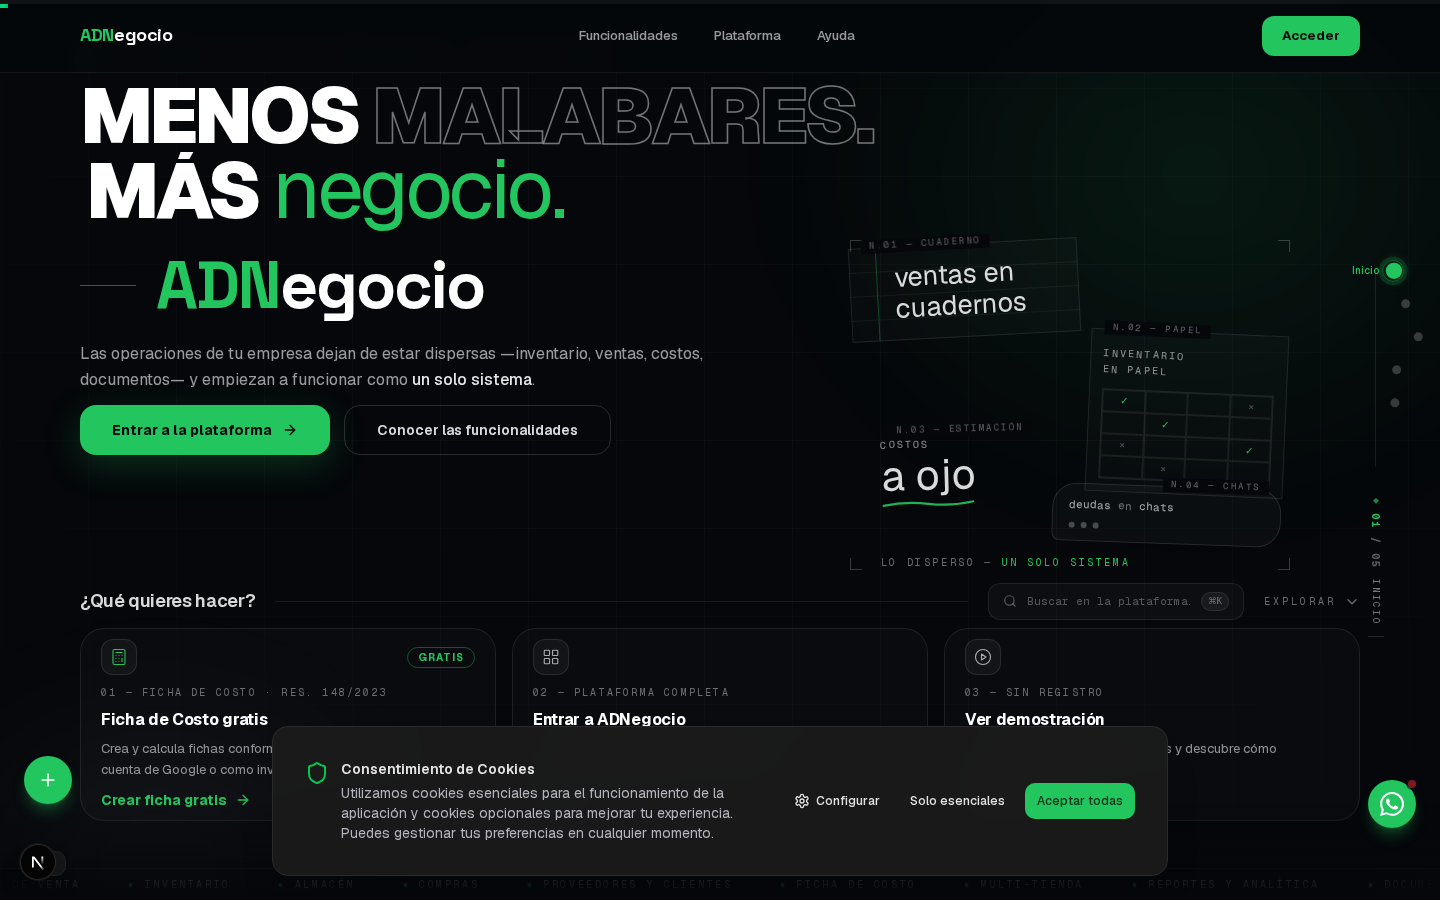 ADNegocio
Funcionalidades
Plataforma
Ayuda
Acceder
MENOS MALABARES.
MÁS negocio.
ADNegocio
Las operaciones de tu empresa dejan de estar dispersas —inventario, ventas, costos,
documentos— y empiezan a funcionar como un solo sistema.
Entrar a la plataforma
Conocer las funcionalidades
N.01 — CUADERNO
ventas en
cuadernos
N.02 — PAPEL
INVENTARIO
EN PAPEL
N.03 — ESTIMACIÓN
COSTOS
a ojo
N.04 — CHATS
deudas en chats
LO DISPERSO — UN SOLO SISTEMA
Inicio
01 / 05 INICIO
¿Qué quieres hacer?
Buscar en la plataforma.
⌘K
EXPLORAR
GRATIS
01 — FICHA DE COSTO · RES. 148/2023
Ficha de Costo gratis
Crea y calcula fichas conform
cuenta de Google o como inv
Crear ficha gratis
02 — PLATAFORMA COMPLETA
Entrar a ADNegocio
03 — SIN REGISTRO
Ver demostración
s y descubre cómo
Consentimiento de Cookies
Utilizamos cookies esenciales para el funcionamiento de la
aplicación y cookies opcionales para mejorar tu experiencia.
Puedes gestionar tus preferencias en cualquier momento.
Configurar
Solo esenciales
Aceptar todas
N
DE VENTA
INVENTARIO
ALMACÉN
COMPRAS
PROVEEDORES Y CLIENTES
FICHA DE COSTO
MULTI-TIENDA
REPORTES Y ANALÍTICA
DOCU